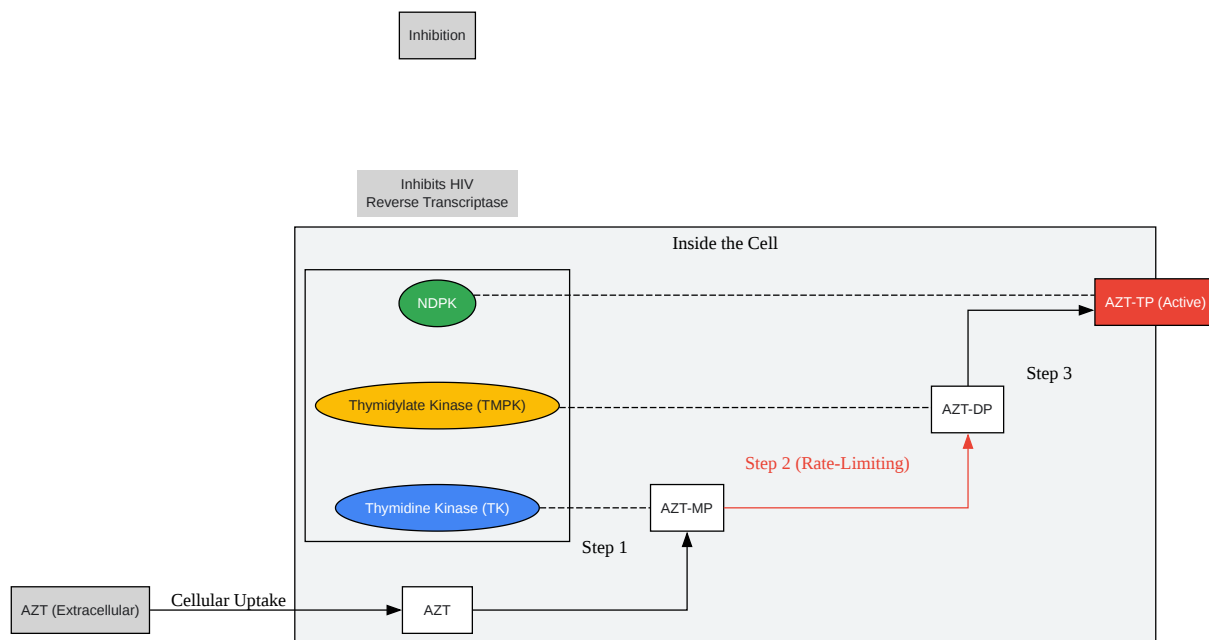 Inhibition
Inhibits HIV
Reverse Transcriptase
Inside the Cell
NDPK
AZT-TP (Active)
Step 3
Thymidylate Kinase (TMPK)
AZT-DP
Step 2 (Rate-Limiting)
Thymidine Kinase (TK)
AZT-MP
Step 1
AZT (Extracellular)
Cellular Uptake
AZT